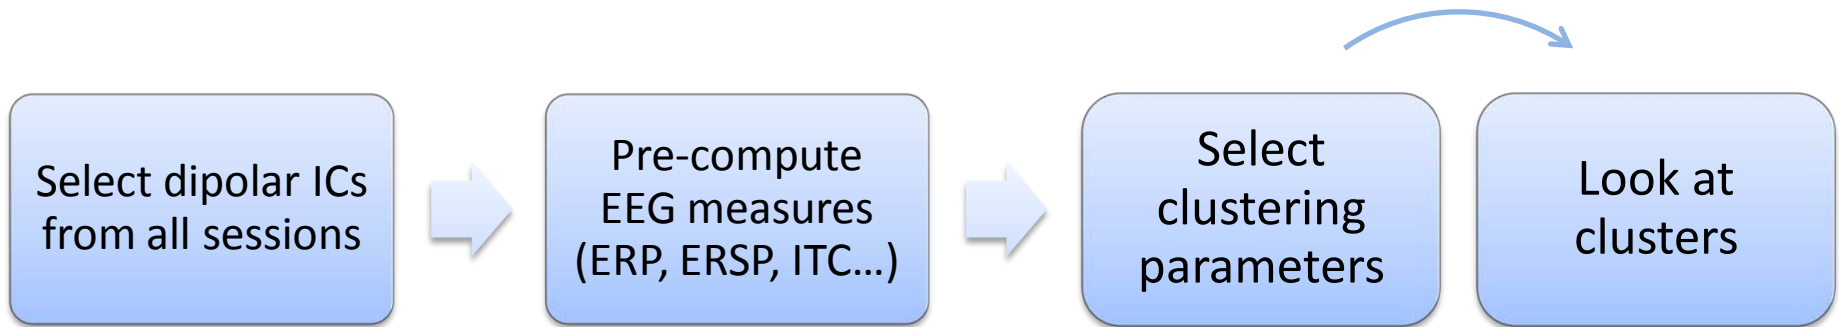 Select dipolar ICs
from all sessions
Pre-compute
EEG measures
(ERP, ERSP, ITC…)
Select
clustering
parameters
Look at
clusters